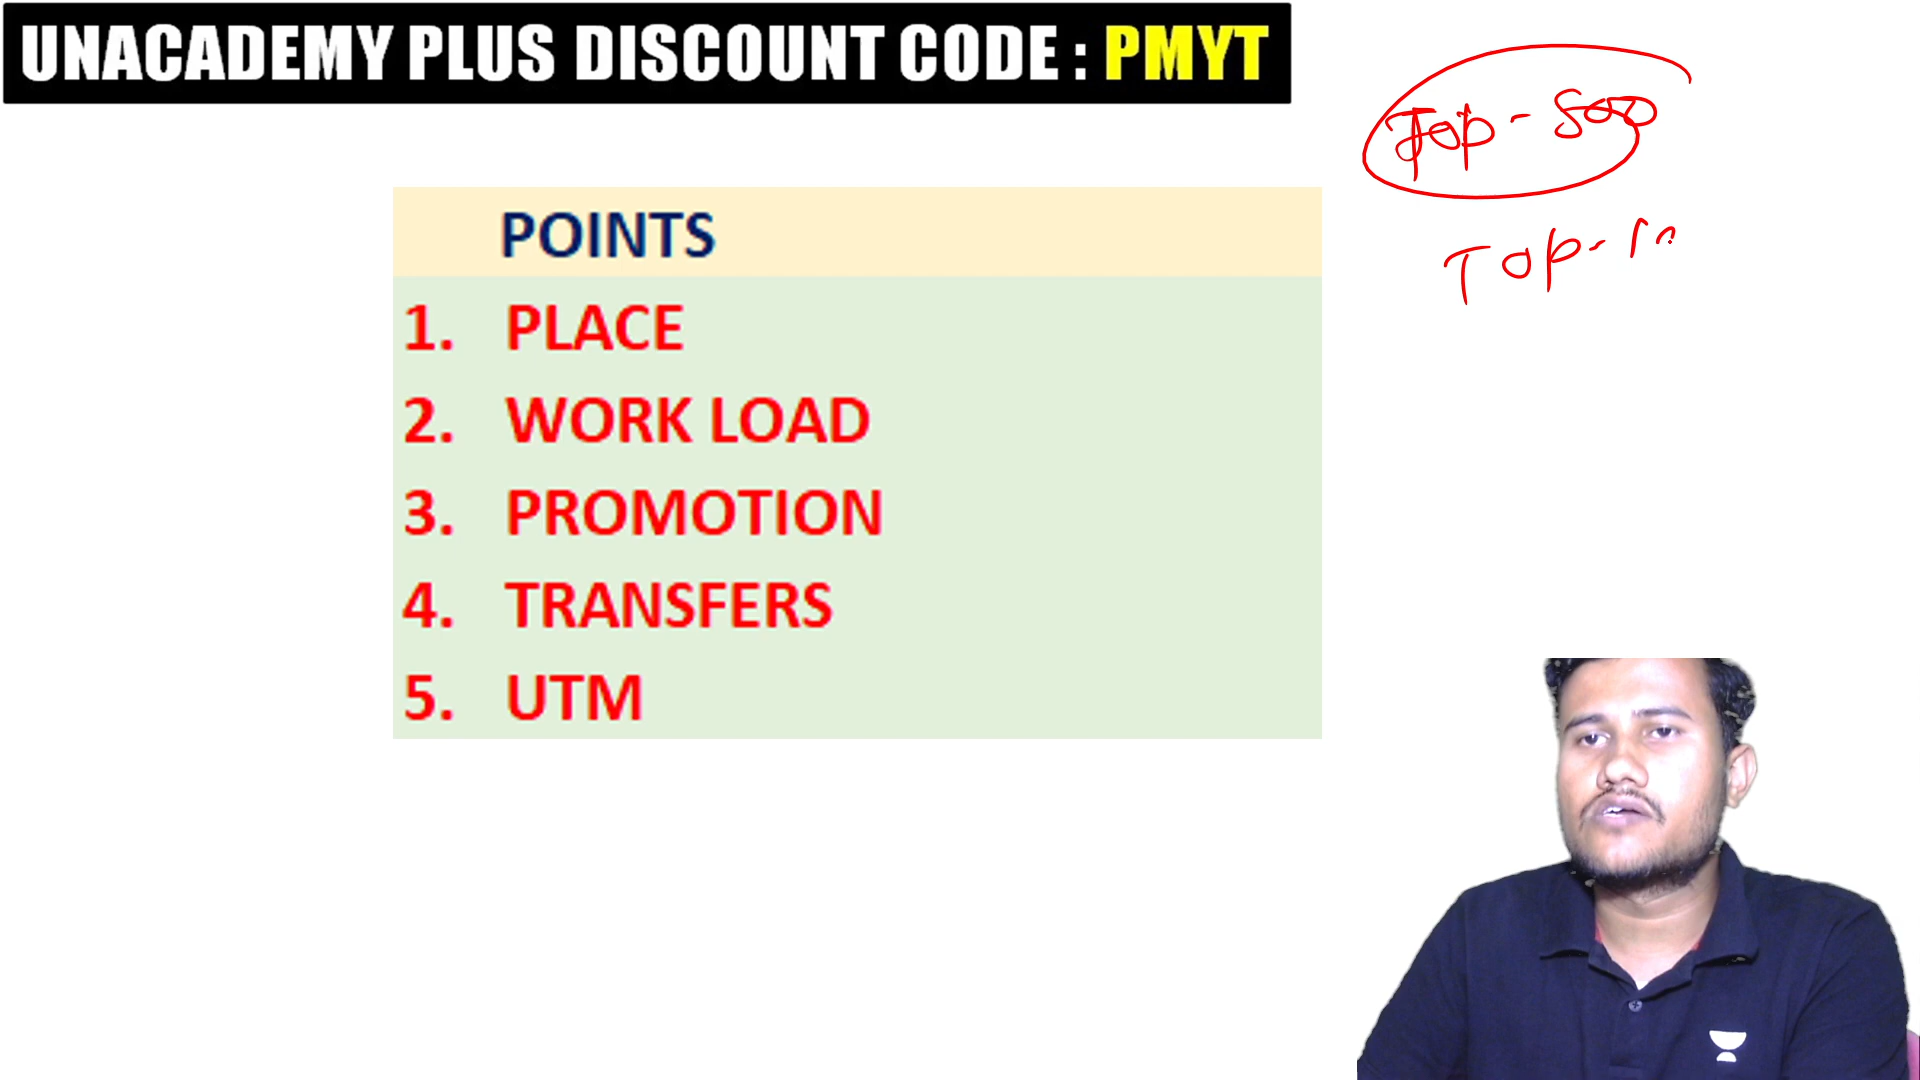 UNACADEMY PLUS DISCOUNT CODE : PMYT
Top - 500
Top -
POINTS
1. PLACE
2. WORK LOAD
3. PROMOTION
4. TRANSFERS
5. UTM